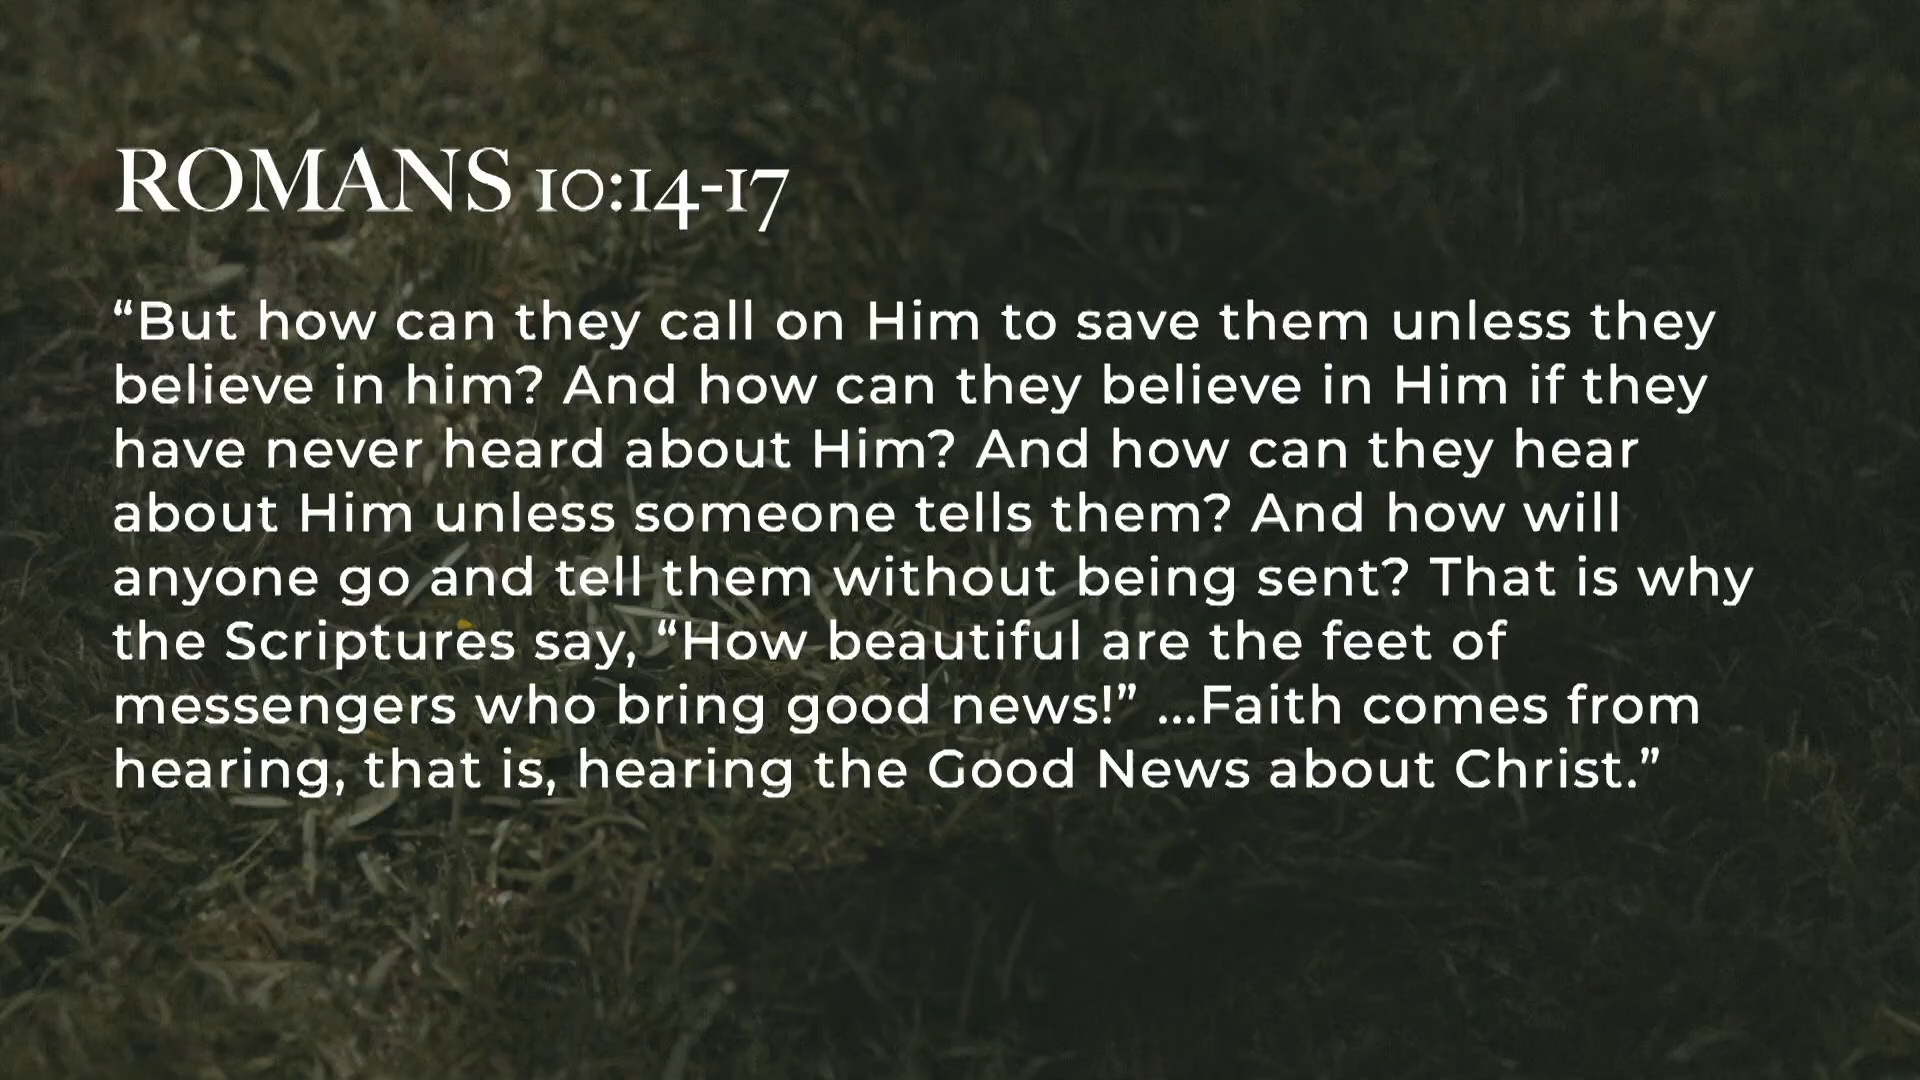 ROMANS 10:14-17
“But how can they call on Him to save them unless they
believe in him? And how can they believe in Him if they
have never heard about Him? And how can they hear
about Him unless someone tells them? And how will
anyone go and tell them without being sent? That is why
the Scriptures say, “How beautiful are the feet of
messengers who bring good news!” ...Faith comes from
hearing, that is, hearing the Good News about Christ.”